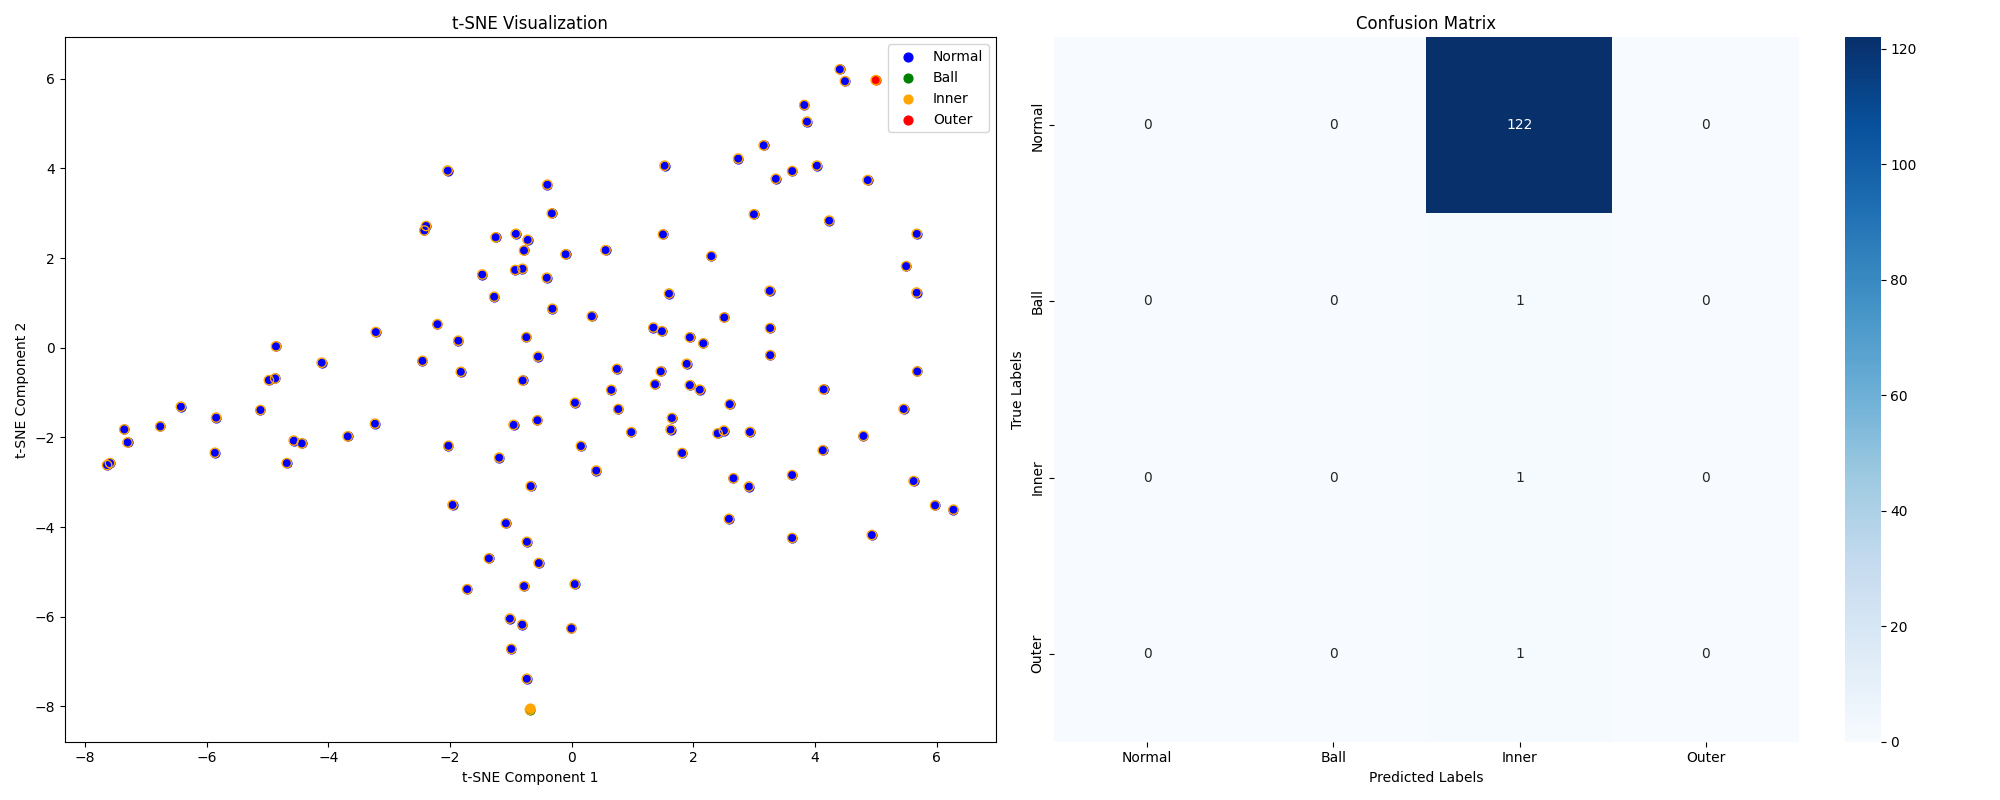 t-SNE Visualization
Normal
Ball
Inner
Outer
6
4
2
0
−2
−4
−6
−8
t-SNE Component 2
−8 −6 −4 −2 0 2 4 6
t-SNE Component 1
Confusion Matrix
True Labels
Normal 0 0 122 0
Ball 0 0 1 0
Inner 0 0 1 0
Outer 0 0 1 0
Normal Ball Inner Outer
Predicted Labels
120
100
80
60
40
20
0